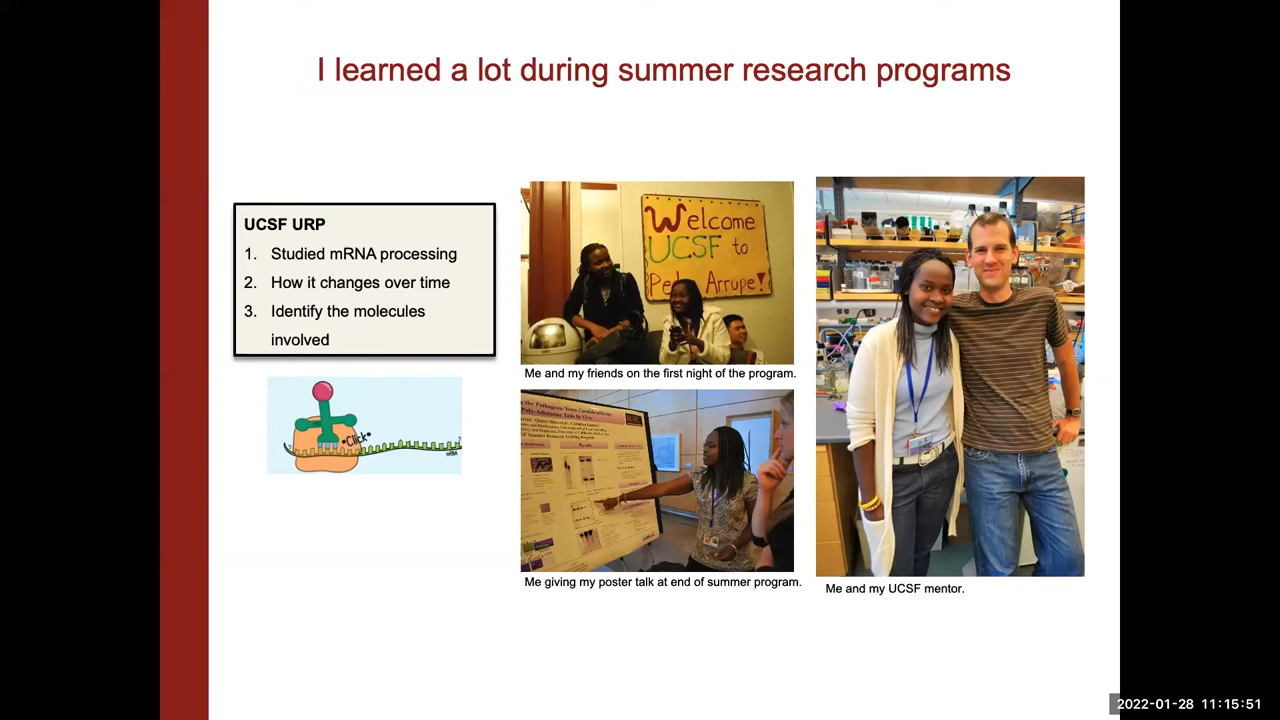 I learned a lot during summer research programs
UCSF URP
1. Studied mRNA processing
2. How it changes over time
3. Identify the molecules
involved
*Click*
mRNA
Welcome
UCSF to
Pedro Arrupe!
Me and my friends on the first night of the program.
Me giving my poster talk at end of summer program.
Me and my UCSF mentor.
2022-01-28 11:15:51